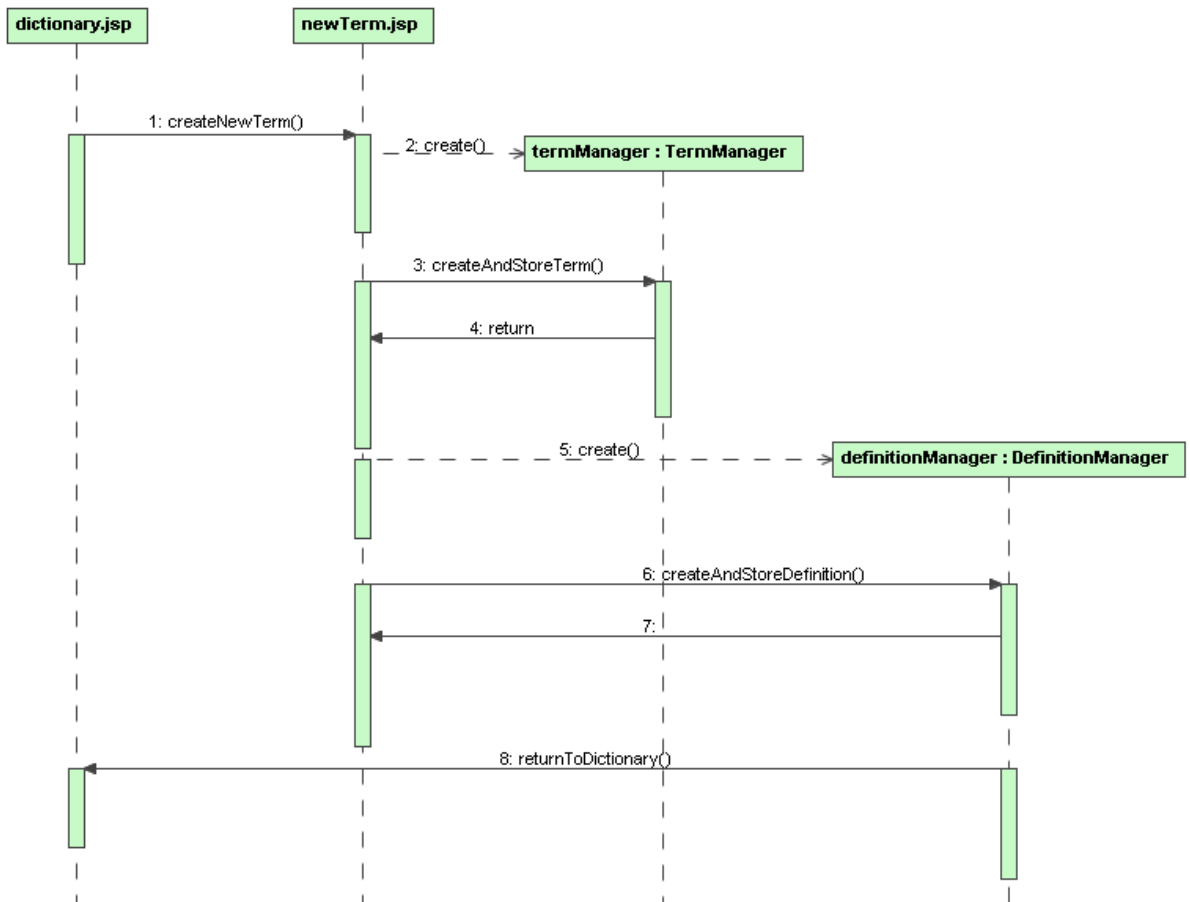 dictionary.jsp
newTerm.jsp
1: createNewTerm()
2: create()
termManager : TermManager
3: createAndStoreTerm()
4: return
5: create()
definitionManager : DefinitionManager
6: createAndStoreDefinition()
7:
8: returnToDictionary()